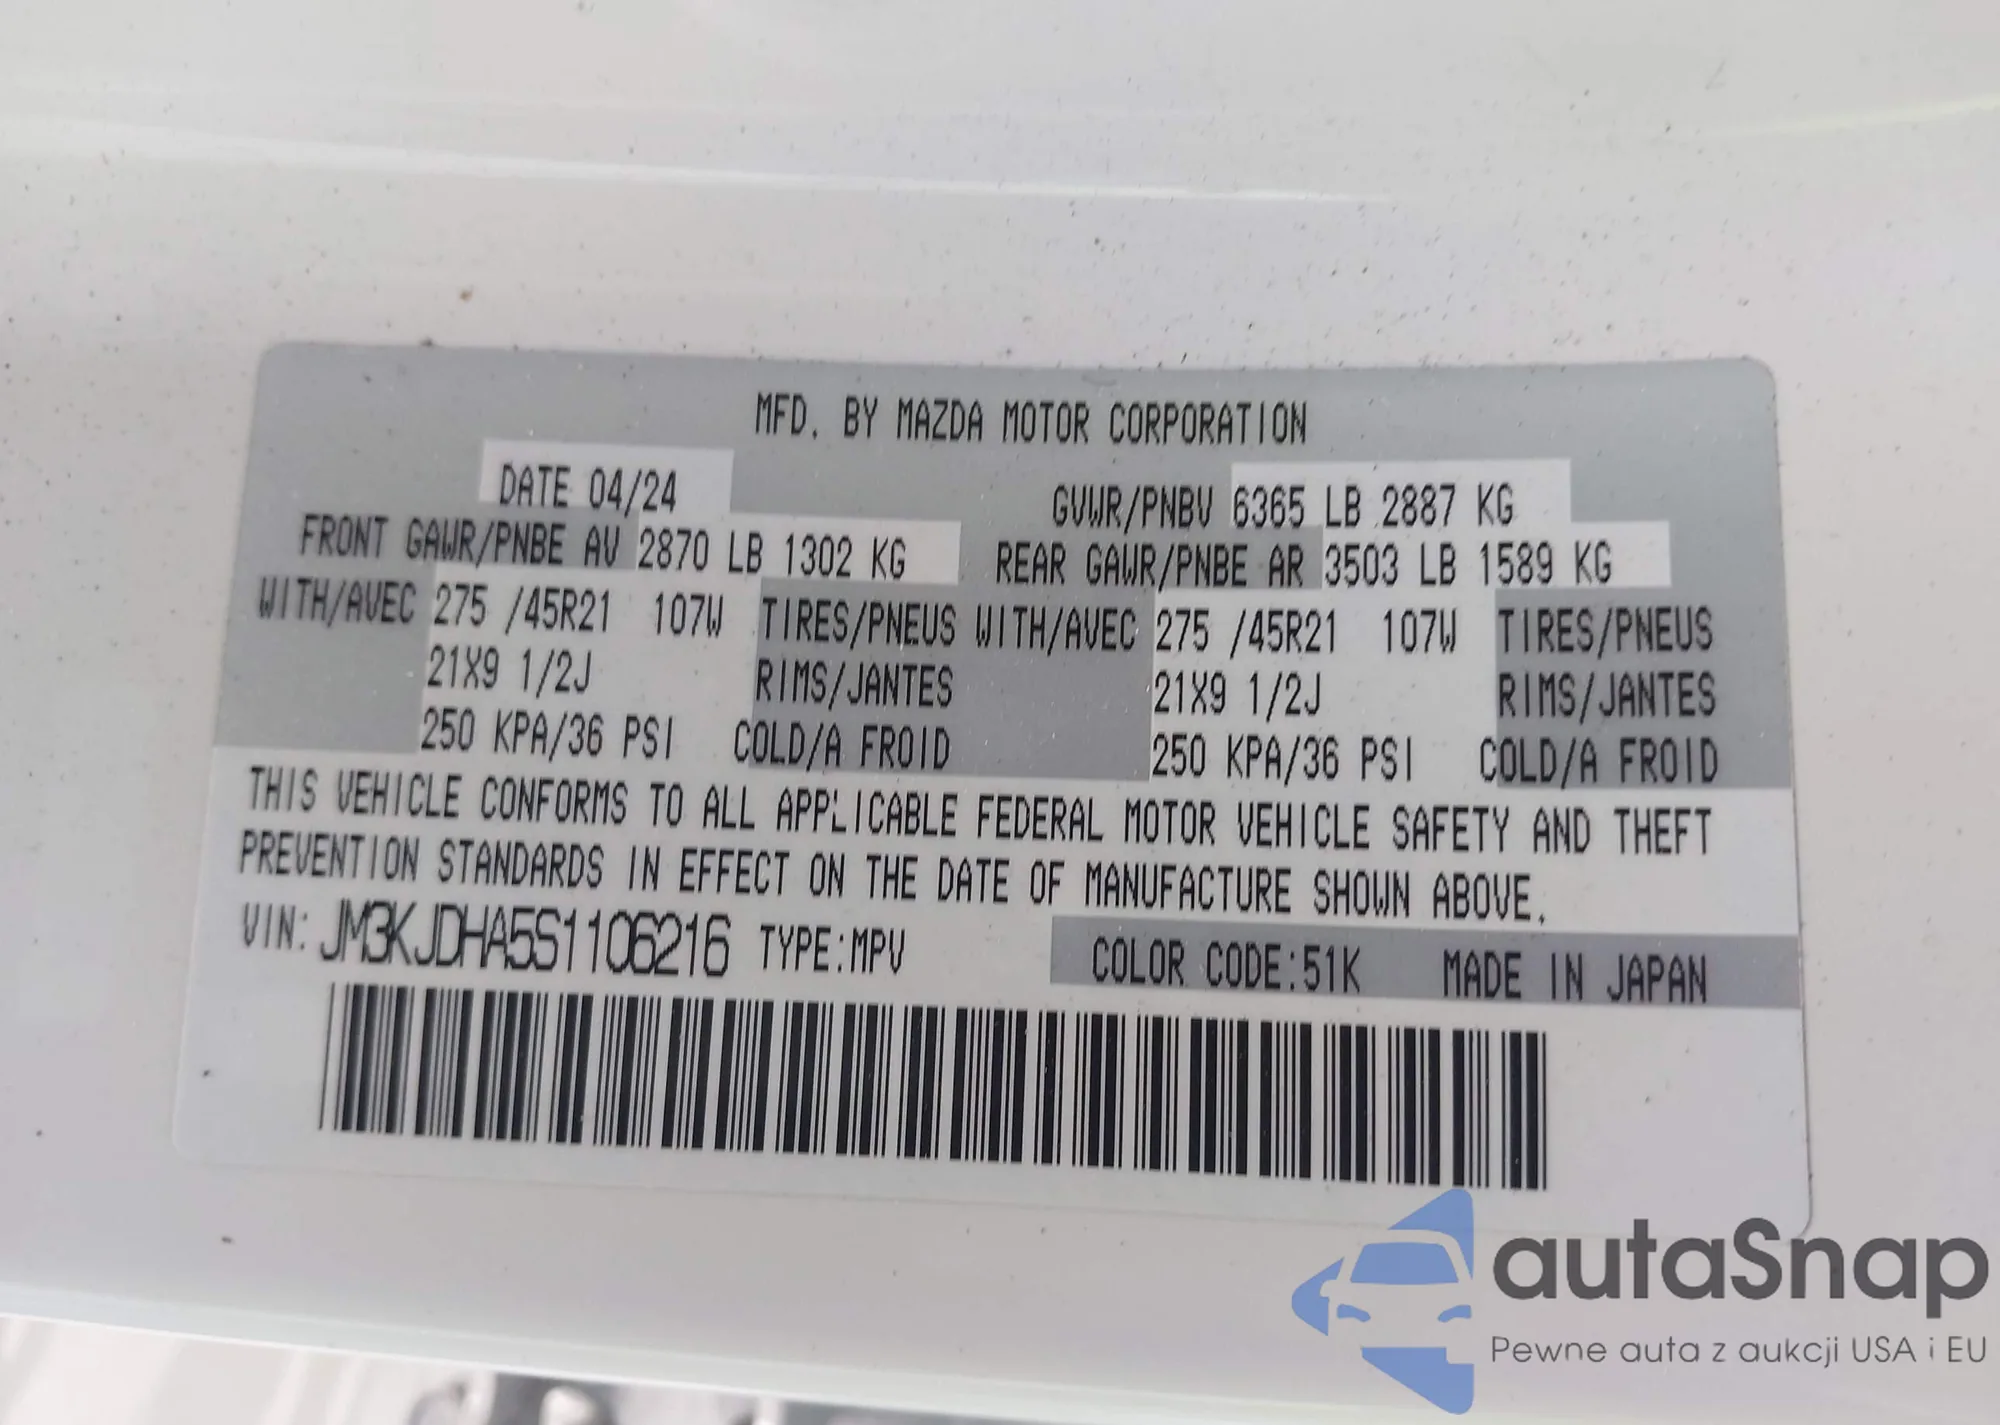 MFD. BY MAZDA MOTOR CORPORATION
DATE 04/24 GVWR/PNBV 6365 LB 2887 KG
FRONT GAWR/PNBE AV 2870 LB 1302 KG REAR GAWR/PNBE AR 3503 LB 1589 KG
WITH/AVEC 275 /45R21 107W TIRES/PNEUS WITH/AVEC 275 /45R21 107W TIRES/PNEUS
21X9 1/2J RIMS/JANTES 21X9 1/2J RIMS/JANTES
250 KPA/36 PSI COLD/A FROID 250 KPA/36 PSI COLD/A FROID
THIS VEHICLE CONFORMS TO ALL APPLICABLE FEDERAL MOTOR VEHICLE SAFETY AND THEFT
PREVENTION STANDARDS IN EFFECT ON THE DATE OF MANUFACTURE SHOWN ABOVE.
VIN: JM3KJDHA5S1106216 TYPE:MPV COLOR CODE:51K MADE IN JAPAN
autaSnap
Pewne auta z aukcji USA i EU